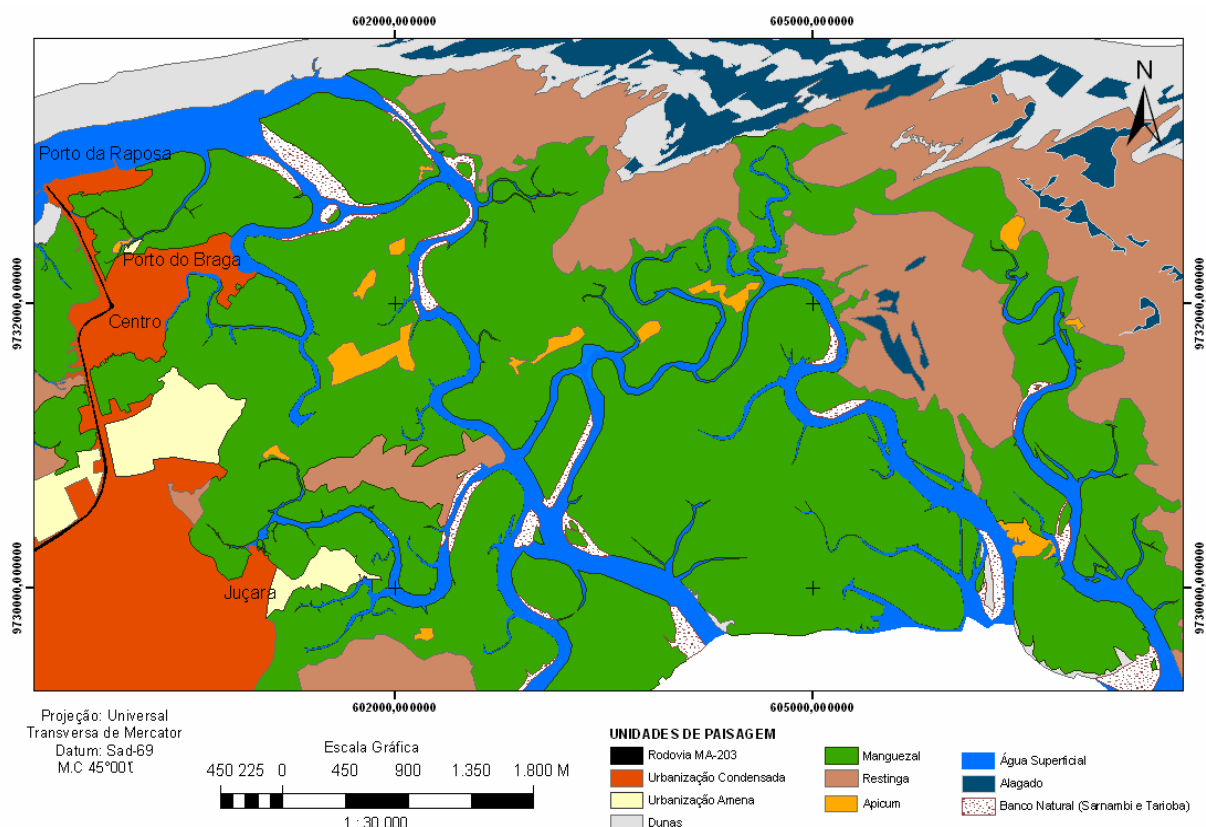 602000,000000 605000,000000
N
Porto da Raposa
Porto do Braga
9732000,000000 9732000,000000
Centro
9730000,000000 9730000,000000
Juçara
602000,000000 605000,000000
Projeção: Universal
Transversa de Mercator
Datum: Sad-69
M.C 45°00'
Escala Gráfica
450 225 0 450 900 1.350 1.800 M
1 : 30.000
UNIDADES DE PAISAGEM
Rodovia MA-203
Urbanização Condensada
Urbanização Amena
Dunas
Manguezal
Restinga
Apicum
Água Superficial
Alagado
Banco Natural (Sarnambi e Tarioba)